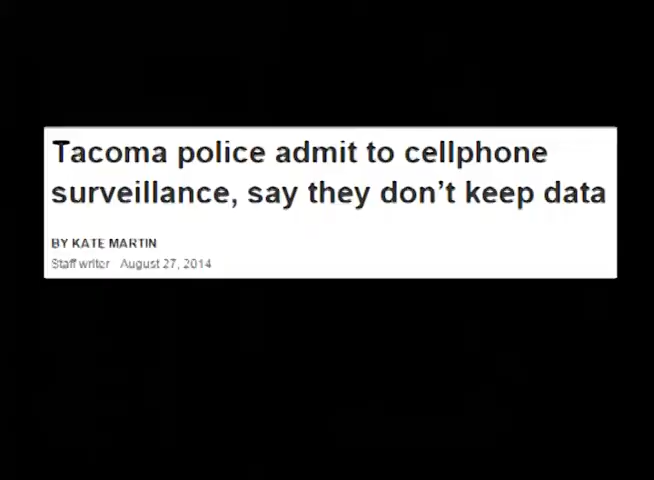 Tacoma police admit to cellphone
surveillance, say they don't keep data
BY KATE MARTIN
Staff writer August 27, 2014